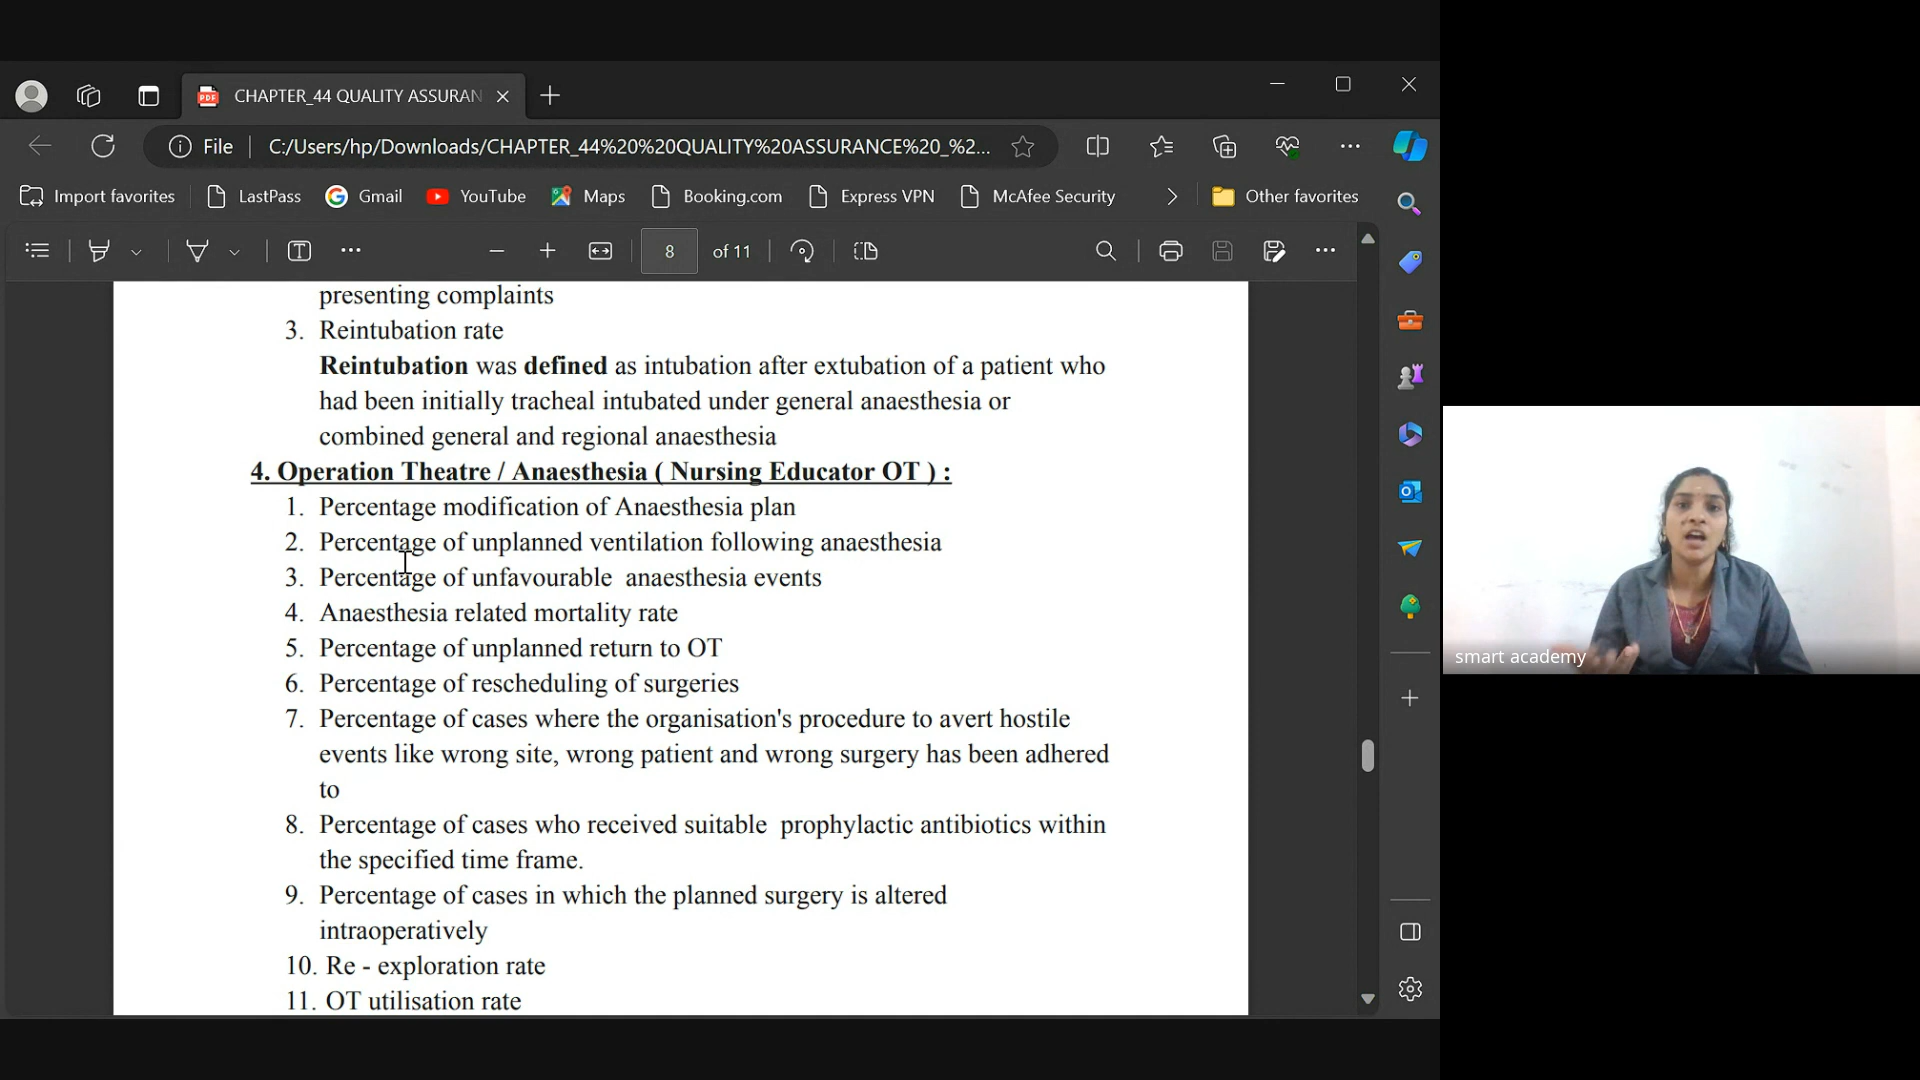 CHAPTER_44 QUALITY ASSURAN
File
C:/Users/hp/Downloads/CHAPTER_44%20%20QUALITY%20ASSURANCE%20_%2...
Import favorites
LastPass
Gmail
YouTube
Maps
Booking.com
Express VPN
McAfee Security
Other favorites
8 of 11
presenting complaints
3. Reintubation rate
Reintubation was defined as intubation after extubation of a patient who
had been initially tracheal intubated under general anaesthesia or
combined general and regional anaesthesia
4. Operation Theatre / Anaesthesia ( Nursing Educator OT ) :
1. Percentage modification of Anaesthesia plan
2. Percentage of unplanned ventilation following anaesthesia
3. Percentage of unfavourable  anaesthesia events
4. Anaesthesia related mortality rate
5. Percentage of unplanned return to OT
6. Percentage of rescheduling of surgeries
7. Percentage of cases where the organisation's procedure to avert hostile
events like wrong site, wrong patient and wrong surgery has been adhered
to
8. Percentage of cases who received suitable  prophylactic antibiotics within
the specified time frame.
9. Percentage of cases in which the planned surgery is altered
intraoperatively
10. Re - exploration rate
11. OT utilisation rate
smart academy